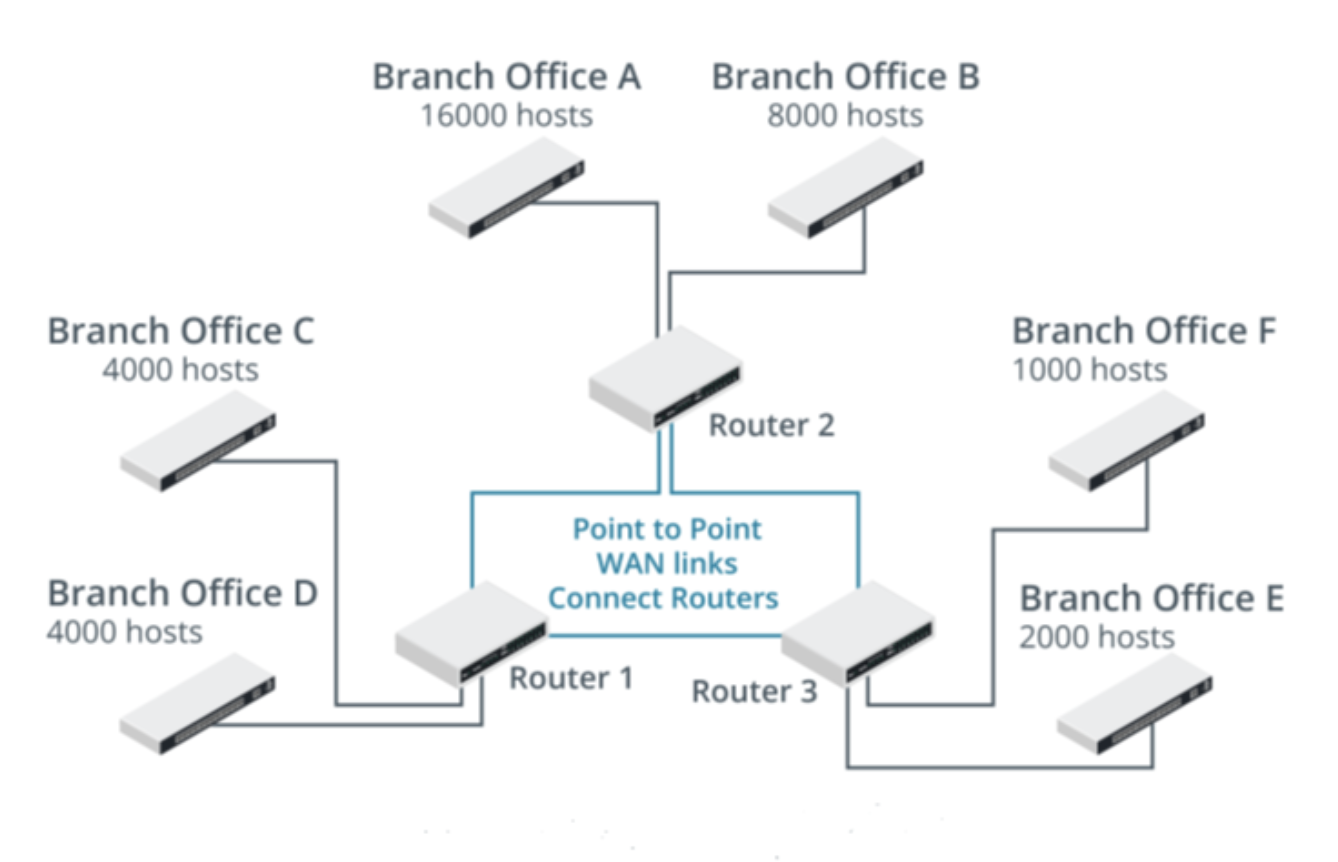 Branch Office A
16000 hosts
Branch Office B
8000 hosts
Branch Office C
4000 hosts
Branch Office F
1000 hosts
Router 2
Point to Point
WAN links
Connect Routers
Branch Office D
4000 hosts
Branch Office E
2000 hosts
Router 1
Router 3